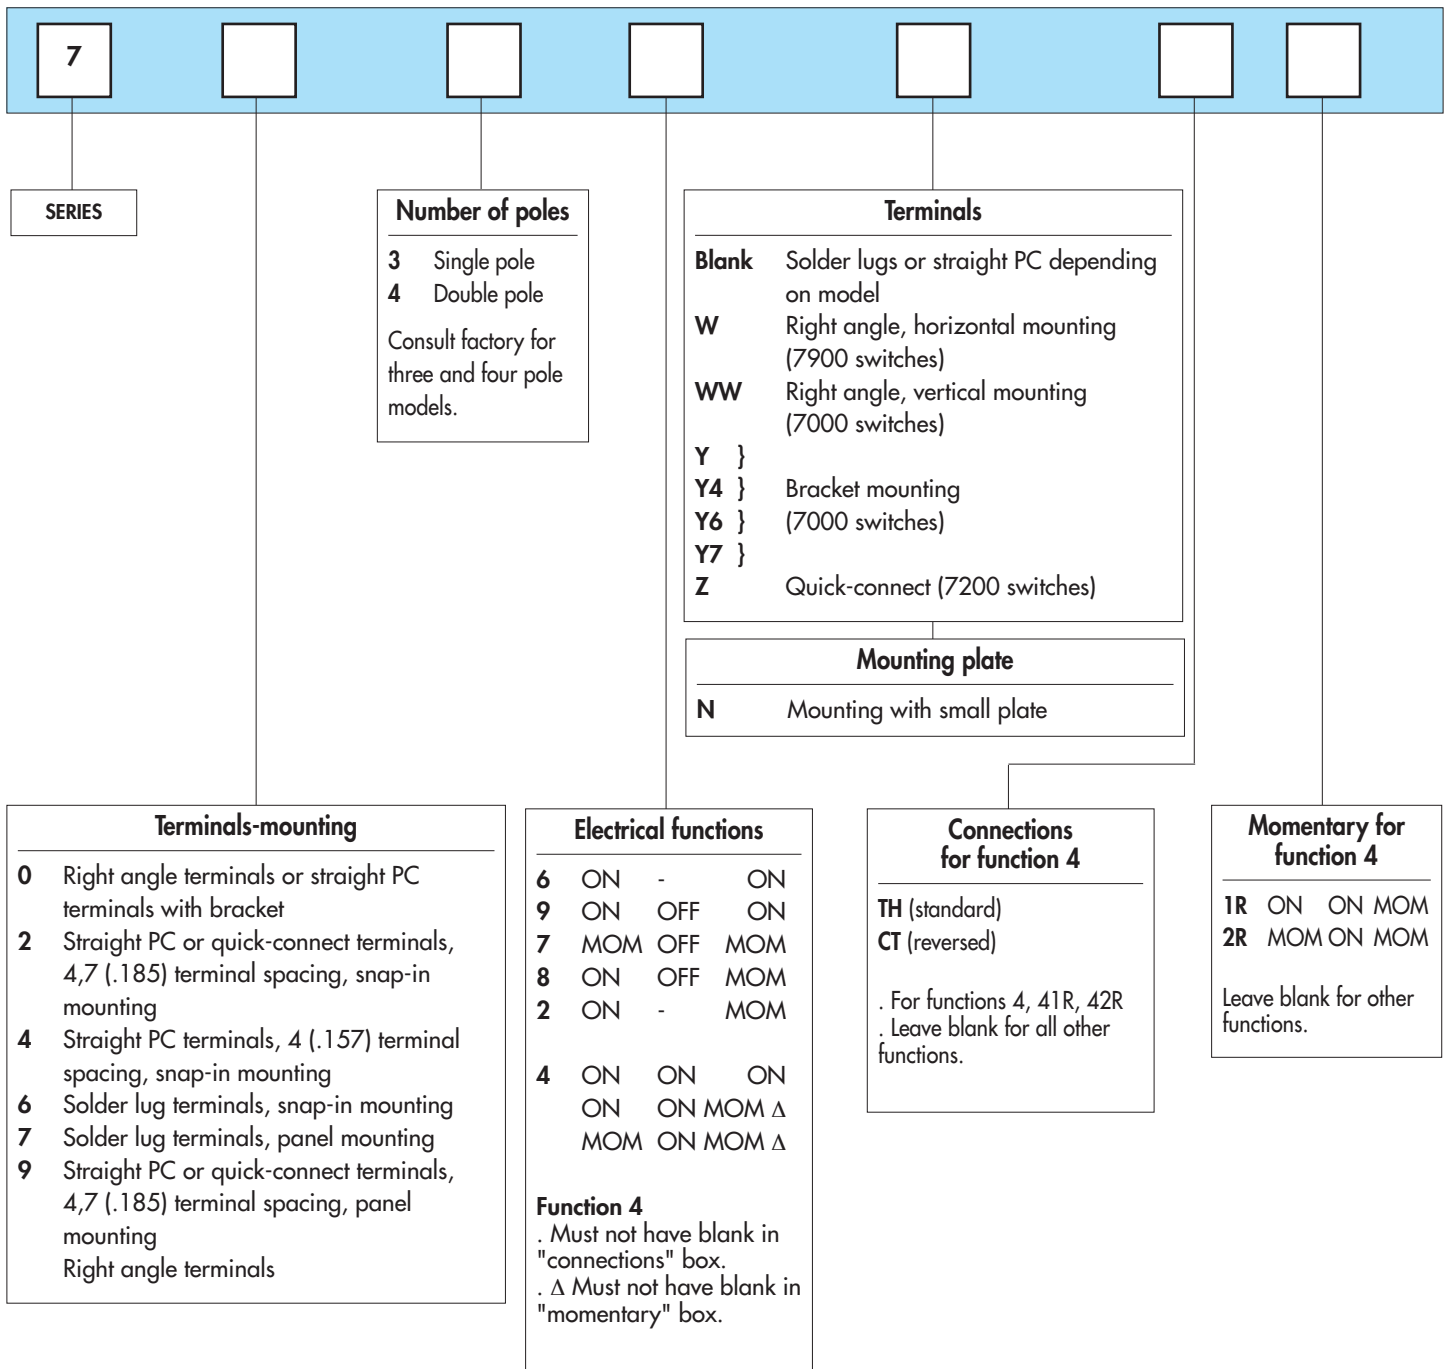 7
SERIES
Number of poles
3 Single pole
4 Double pole
Consult factory for
three and four pole
models.
Terminals
Blank Solder lugs or straight PC depending
on model
W Right angle, horizontal mounting
(7900 switches)
WW Right angle, vertical mounting
(7000 switches)
Y }
Y4 } Bracket mounting
Y6 } (7000 switches)
Y7 }
Z Quick-connect (7200 switches)
Mounting plate
N Mounting with small plate
Terminals-mounting
0 Right angle terminals or straight PC
terminals with bracket
2 Straight PC or quick-connect terminals,
4,7 (.185) terminal spacing, snap-in
mounting
4 Straight PC terminals, 4 (.157) terminal
spacing, snap-in mounting
6 Solder lug terminals, snap-in mounting
7 Solder lug terminals, panel mounting
9 Straight PC or quick-connect terminals,
4,7 (.185) terminal spacing, panel
mounting
Right angle terminals
Electrical functions
6 ON - ON
9 ON OFF ON
7 MOM OFF MOM
8 ON OFF MOM
2 ON - MOM
4 ON ON ON
ON ON MOM Δ
MOM ON MOM Δ
Function 4
. Must not have blank in
"connections" box.
. Δ Must not have blank in
"momentary" box.
Connections
for function 4
TH (standard)
CT (reversed)
. For functions 4, 41R, 42R
. Leave blank for all other
functions.
Momentary for
function 4
1R ON ON MOM
2R MOM ON MOM
Leave blank for other
functions.